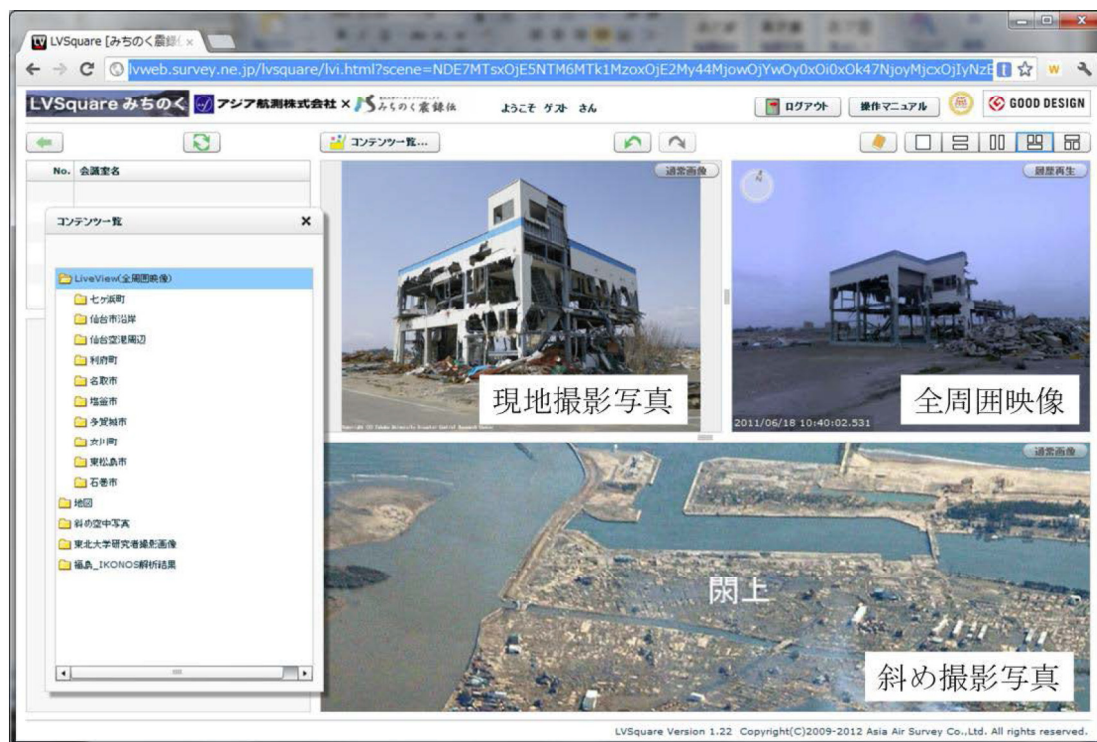 LVSquare [みちのく震録(
lvweb.survey.ne.jp/lvsquare/lvi.html?scene=NDE7MTsxOjE5NTM6MTk1MzoxOjE2My44MjowOjYwOy0xOi0xOk47NjoyMjcxOjIyNzE
LVSquare みちのく アジア航測株式会社 × みちのく震録伝 ようこそ ゲスト さん ログアウト 操作マニュアル GOOD DESIGN
コンテンツ一覧...
No. 会議室名
通常画像
履歴再生
コンテンツ一覧
LiveView(全周囲映像)
七ヶ浜町
仙台市沿岸
仙台空港周辺
利府町
名取市
塩釜市
多賀城市
女川町
東松島市
石巻市
地図
斜め空中写真
東北大学研究者撮影画像
福島_IKONOS解析結果
現地撮影写真
全周囲映像
2011/06/18 10:40:02.531
通常画像
閖上
斜め撮影写真
LVSquare Version 1.22 Copyright(C)2009-2012 Asia Air Survey Co.,Ltd. All rights reserved.